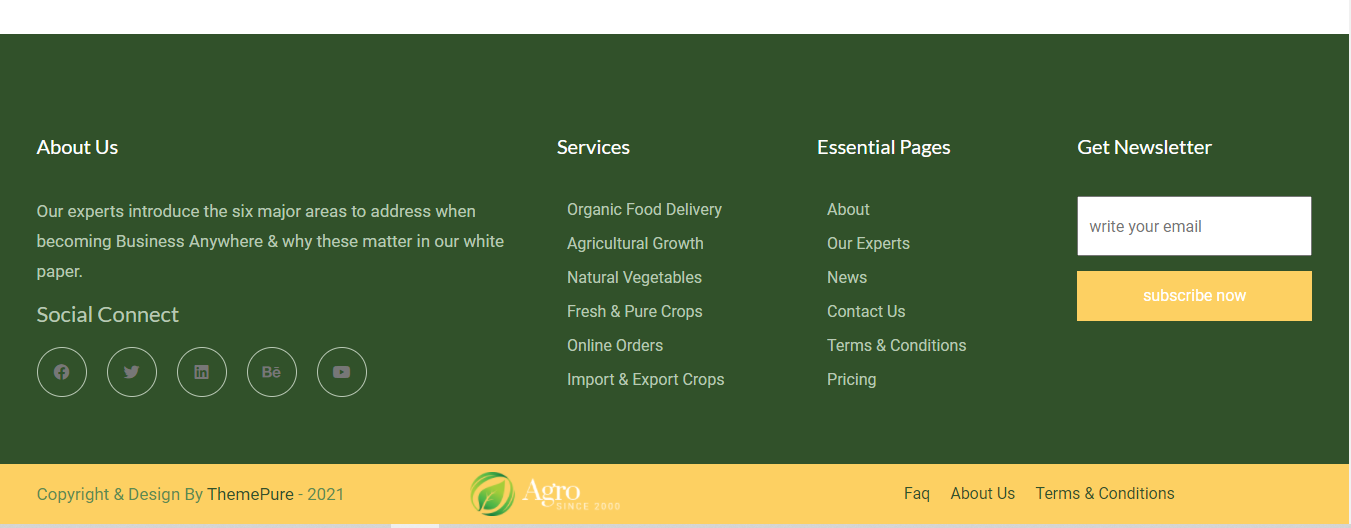 About Us
Our experts introduce the six major areas to address when
becoming Business Anywhere & why these matter in our white
paper.
Social Connect
Bē
Services
Organic Food Delivery
Agricultural Growth
Natural Vegetables
Fresh & Pure Crops
Online Orders
Import & Export Crops
Essential Pages
About
Our Experts
News
Contact Us
Terms & Conditions
Pricing
Get Newsletter
write your email
subscribe now
Copyright & Design By ThemePure - 2021
Agro
SINCE 2000
Faq About Us Terms & Conditions